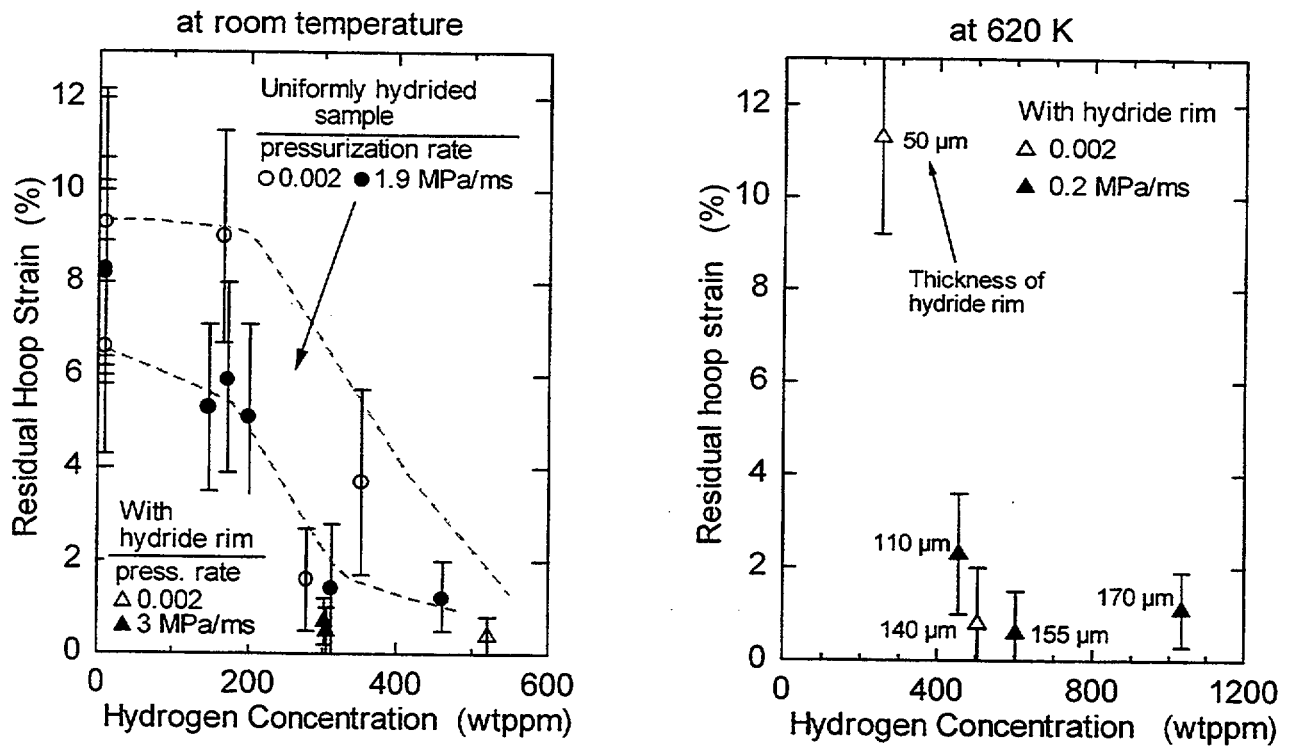 at room temperature
12
10
8
6
4
2
0
Residual Hoop Strain (%)
Uniformly hydrided
sample
pressurization rate
○ 0.002 ● 1.9 MPa/ms
With
hydride rim
press. rate
△ 0.002
▲ 3 MPa/ms
0 200 400 600
Hydrogen Concentration (wtppm)
at 620 K
12
10
8
6
4
2
0
Residual hoop strain (%)
With hydride rim
△ 0.002
▲ 0.2 MPa/ms
50 µm
Thickness of
hydride rim
110 µm
140 µm
155 µm
170 µm
0 400 800 1200
Hydrogen Concentration (wtppm)